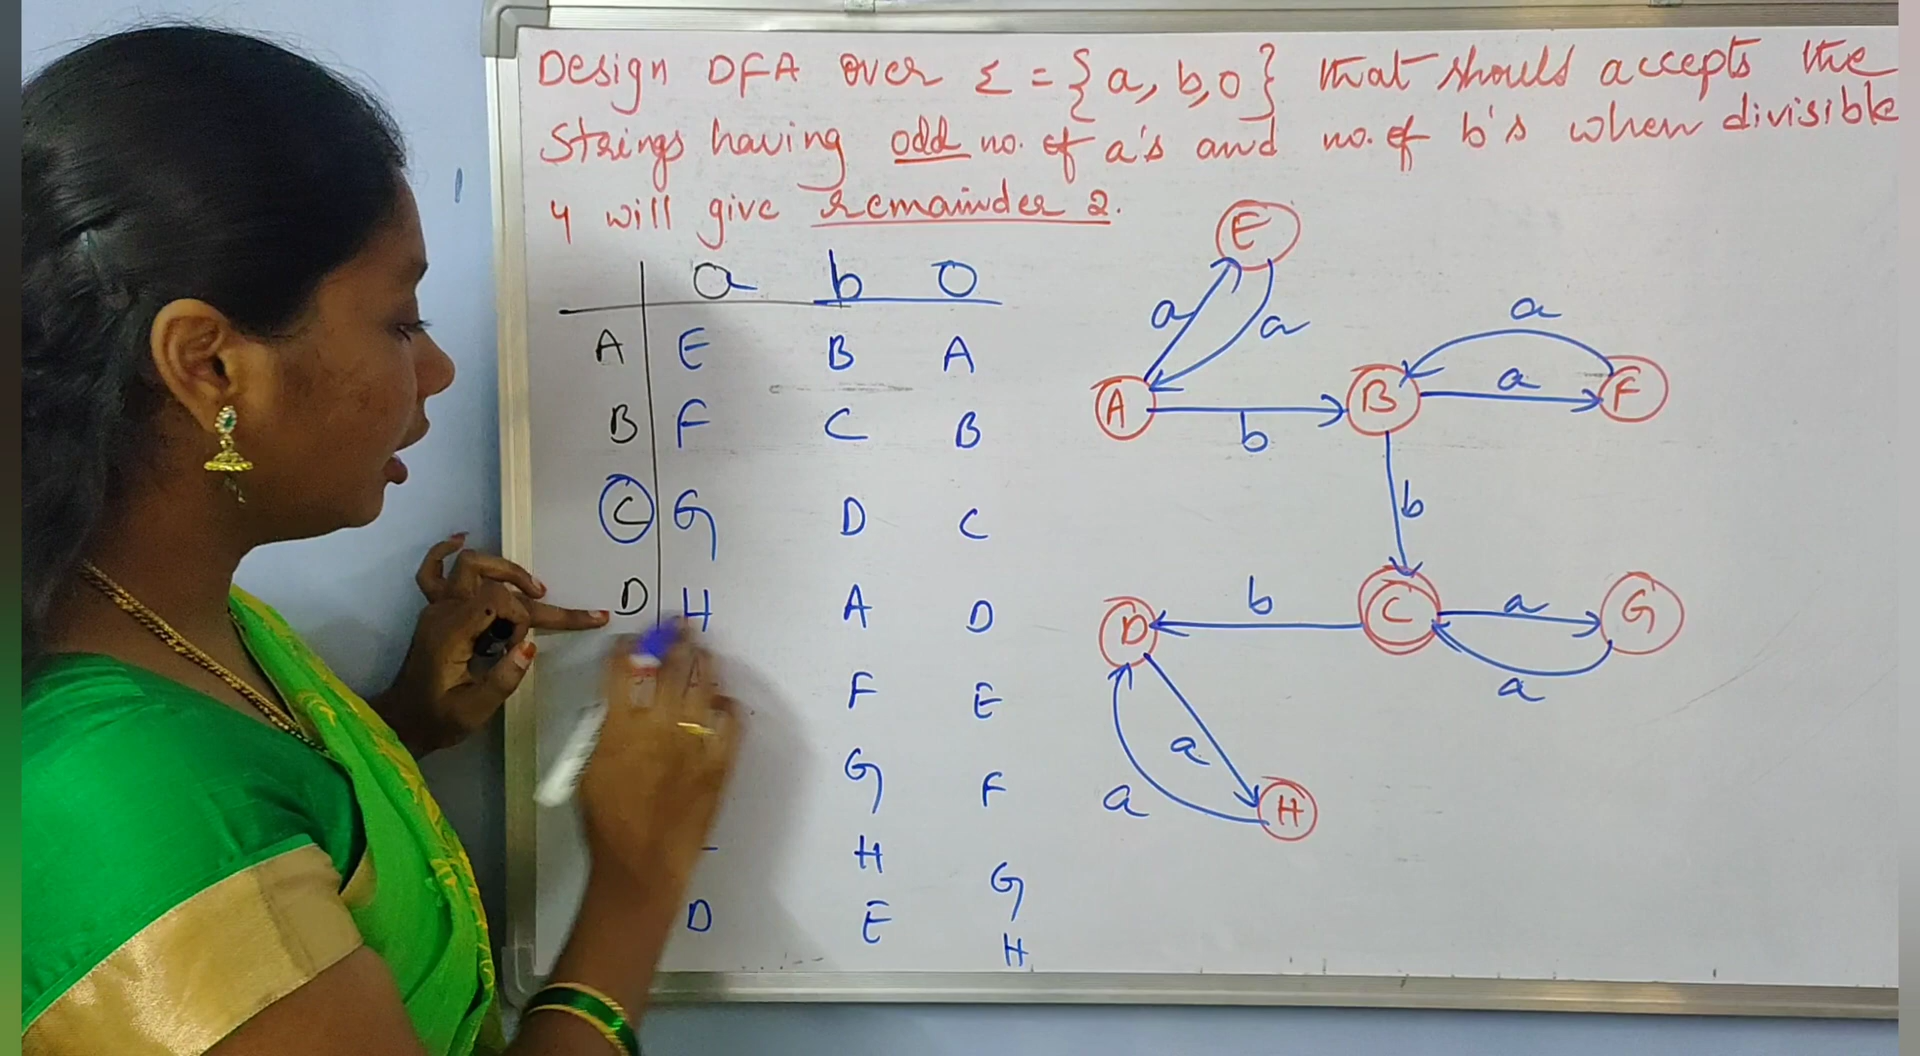 Design DFA over Σ = {a, b, 0} that should accepts the
strings having odd no. of a's and no. of b's when divisible
4 will give remainder 2.
a b 0
A E B A
B F C B
C G D C
D H A D
A F E
G F
H G
D E H
E
a a
a
A b B a F
b
D b C a G
a
a
a H